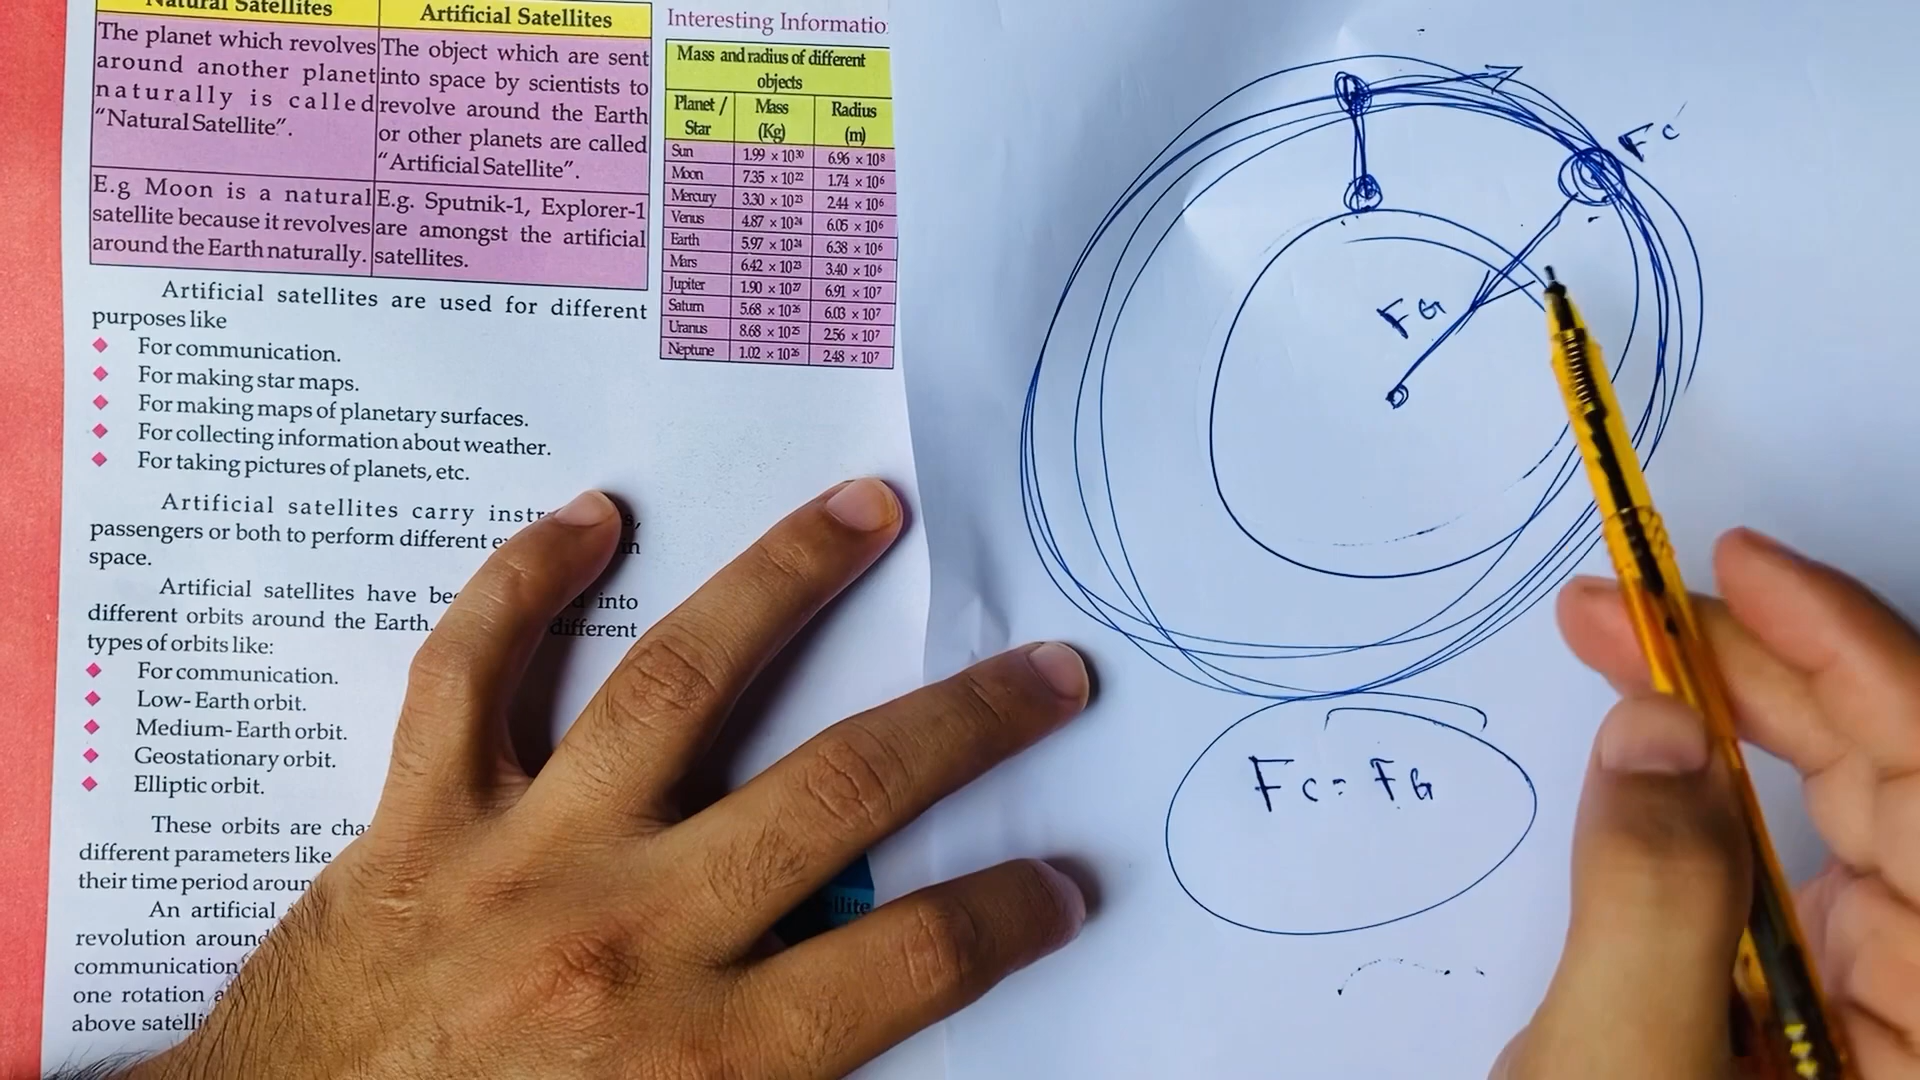 Natural Satellites
Artificial Satellites
The planet which revolves
around another planet
naturally is called
“Natural Satellite”.
The object which are sent
into space by scientists to
revolve around the Earth
or other planets are called
“Artificial Satellite”.
E.g Moon is a natural
satellite because it revolves
around the Earth naturally.
E.g. Sputnik-1, Explorer-1
are amongst the artificial
satellites.
Artificial satellites are used for different
purposes like
For communication.
For making star maps.
For making maps of planetary surfaces.
For collecting information about weather.
For taking pictures of planets, etc.
Artificial satellites carry
passengers or both to perform different in
space.
Artificial satellites have into
different orbits around the Earth. different
types of orbits like:
For communication.
Low-Earth orbit.
Medium-Earth orbit.
Geostationary orbit.
Elliptic orbit.
These orbits are
different parameters like
their time period
An artificial
revolution
communication
one rotation
above
Interesting
Mass and radius of different
objects
Planet / Mass Radius
Star (Kg) (m)
Sun 1.99 × 10³⁰ 6.96 × 10⁸
Moon 7.35 × 10²² 1.74 × 10⁶
Mercury 3.30 × 10²³ 2.44 × 10⁶
Venus 4.87 × 10²⁴ 6.05 × 10⁶
Earth 5.97 × 10²⁴ 6.38 × 10⁶
Mars 6.42 × 10²³ 3.40 × 10⁶
Jupiter 1.90 × 10²⁷ 6.91 × 10⁷
Saturn 5.68 × 10²⁶ 6.03 × 10⁷
Uranus 8.68 × 10²⁵ 2.56 × 10⁷
Neptune 1.02 × 10²⁶ 2.48 × 10⁷
Fc
FG
Fc = FG